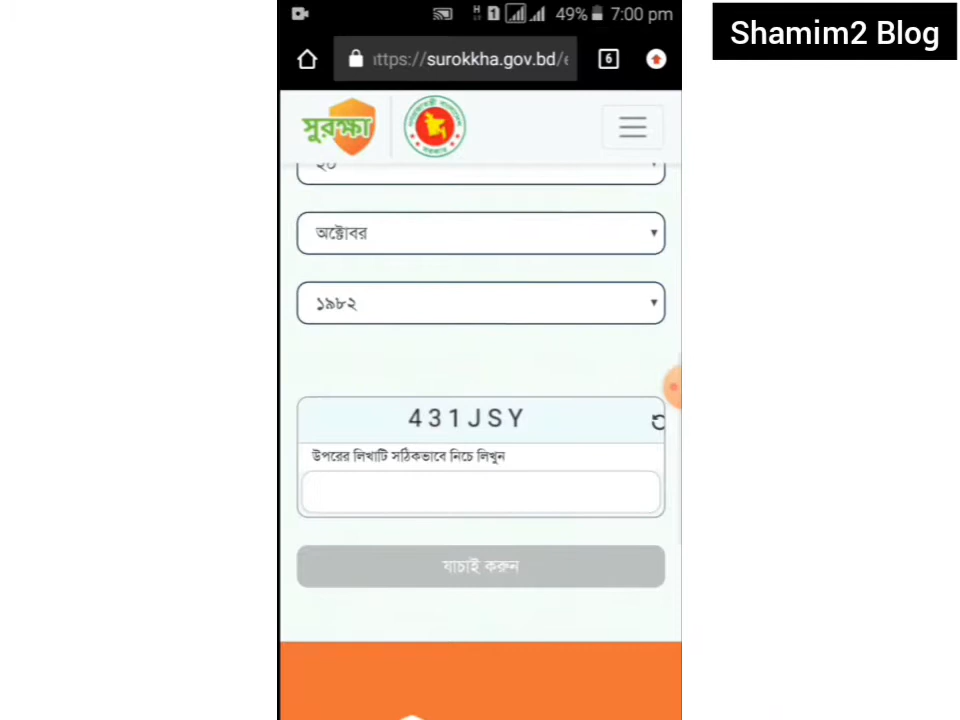 49% 7:00 pm
Shamim2 Blog
ttps://surokkha.gov.bd/e
6
সুরক্ষা
২০
অক্টোবর
১৯৮২
431JSY
উপরের লিখাটি সঠিকভাবে নিচে লিখুন
যাচাই করুন